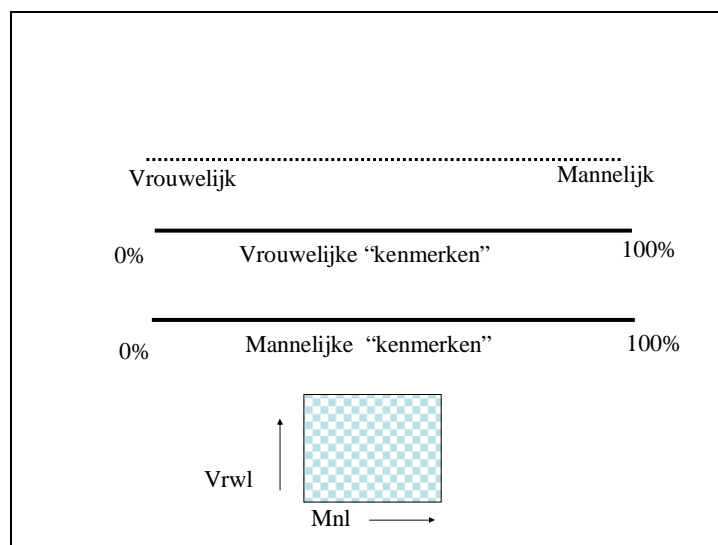 Vrouwelijk Mannelijk
0% Vrouwelijke “kenmerken” 100%
0% Mannelijke “kenmerken” 100%
Vrwl
Mnl